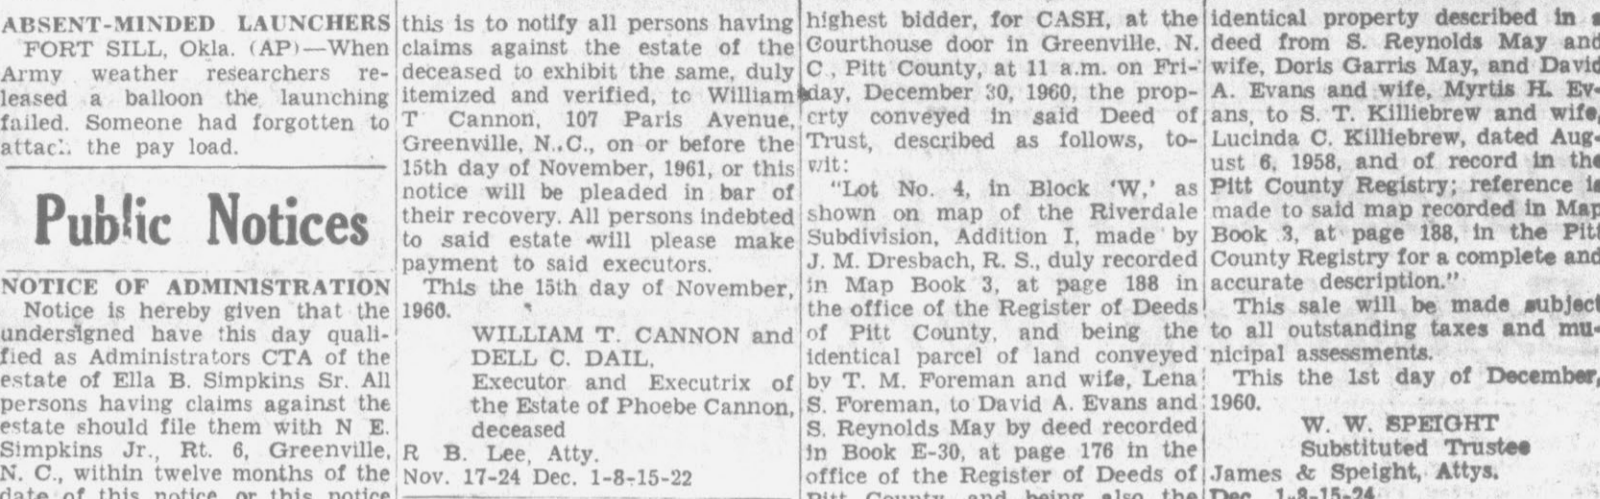 ABSENT-MINDED LAUNCHERS
FORT SILL, Okla. (AP)—When
Army weather researchers re-
leased a balloon the launching
failed. Someone had forgotten to
attach the pay load.
Public Notices
NOTICE OF ADMINISTRATION
Notice is hereby given that the
undersigned have this day quali-
fied as Administrators CTA of the
estate of Ella B. Simpkins Sr. All
persons having claims against the
estate should file them with N E.
Simpkins Jr., Rt. 6, Greenville,
N. C., within twelve months of the
date of this notice or this notice
this is to notify all persons having
claims against the estate of the
deceased to exhibit the same, duly
itemized and verified, to William
T Cannon, 107 Paris Avenue,
Greenville, N. C., on or before the
15th day of November, 1961, or this
notice will be pleaded in bar of
their recovery. All persons indebted
to said estate will please make
payment to said executors.
This the 15th day of November,
1960.
WILLIAM T. CANNON and
DELL C. DAIL,
Executor and Executrix of
the Estate of Phoebe Cannon,
deceased
R B. Lee, Atty.
Nov. 17-24 Dec. 1-8-15-22
highest bidder, for CASH, at the
Courthouse door in Greenville, N.
C., Pitt County, at 11 a.m. on Fri-
day, December 30, 1960, the prop-
erty conveyed in said Deed of
Trust, described as follows, to-
wit:
"Lot No. 4, in Block 'W,' as
shown on map of the Riverdale
Subdivision, Addition I, made by
J. M. Dresbach, R. S., duly recorded
in Map Book 3, at page 188 in
the office of the Register of Deeds
of Pitt County, and being the
identical parcel of land conveyed
by T. M. Foreman and wife, Lena
S. Foreman, to David A. Evans and
S. Reynolds May by deed recorded
in Book E-30, at page 176 in the
office of the Register of Deeds of
Pitt County and being also the
identical property described in a
deed from S. Reynolds May and
wife, Doris Garris May, and David
A. Evans and wife, Myrtis H. Ev-
ans, to S. T. Killiebrew and wife,
Lucinda C. Killiebrew, dated Aug-
ust 6, 1958, and of record in the
Pitt County Registry; reference is
made to said map recorded in Map
Book 3, at page 188, in the Pitt
County Registry for a complete and
accurate description."
This sale will be made subject
to all outstanding taxes and mu-
nicipal assessments.
This the 1st day of December,
1960.
W. W. SPEIGHT
Substituted Trustee
James & Speight, Attys.
Dec. 1-8-15-24